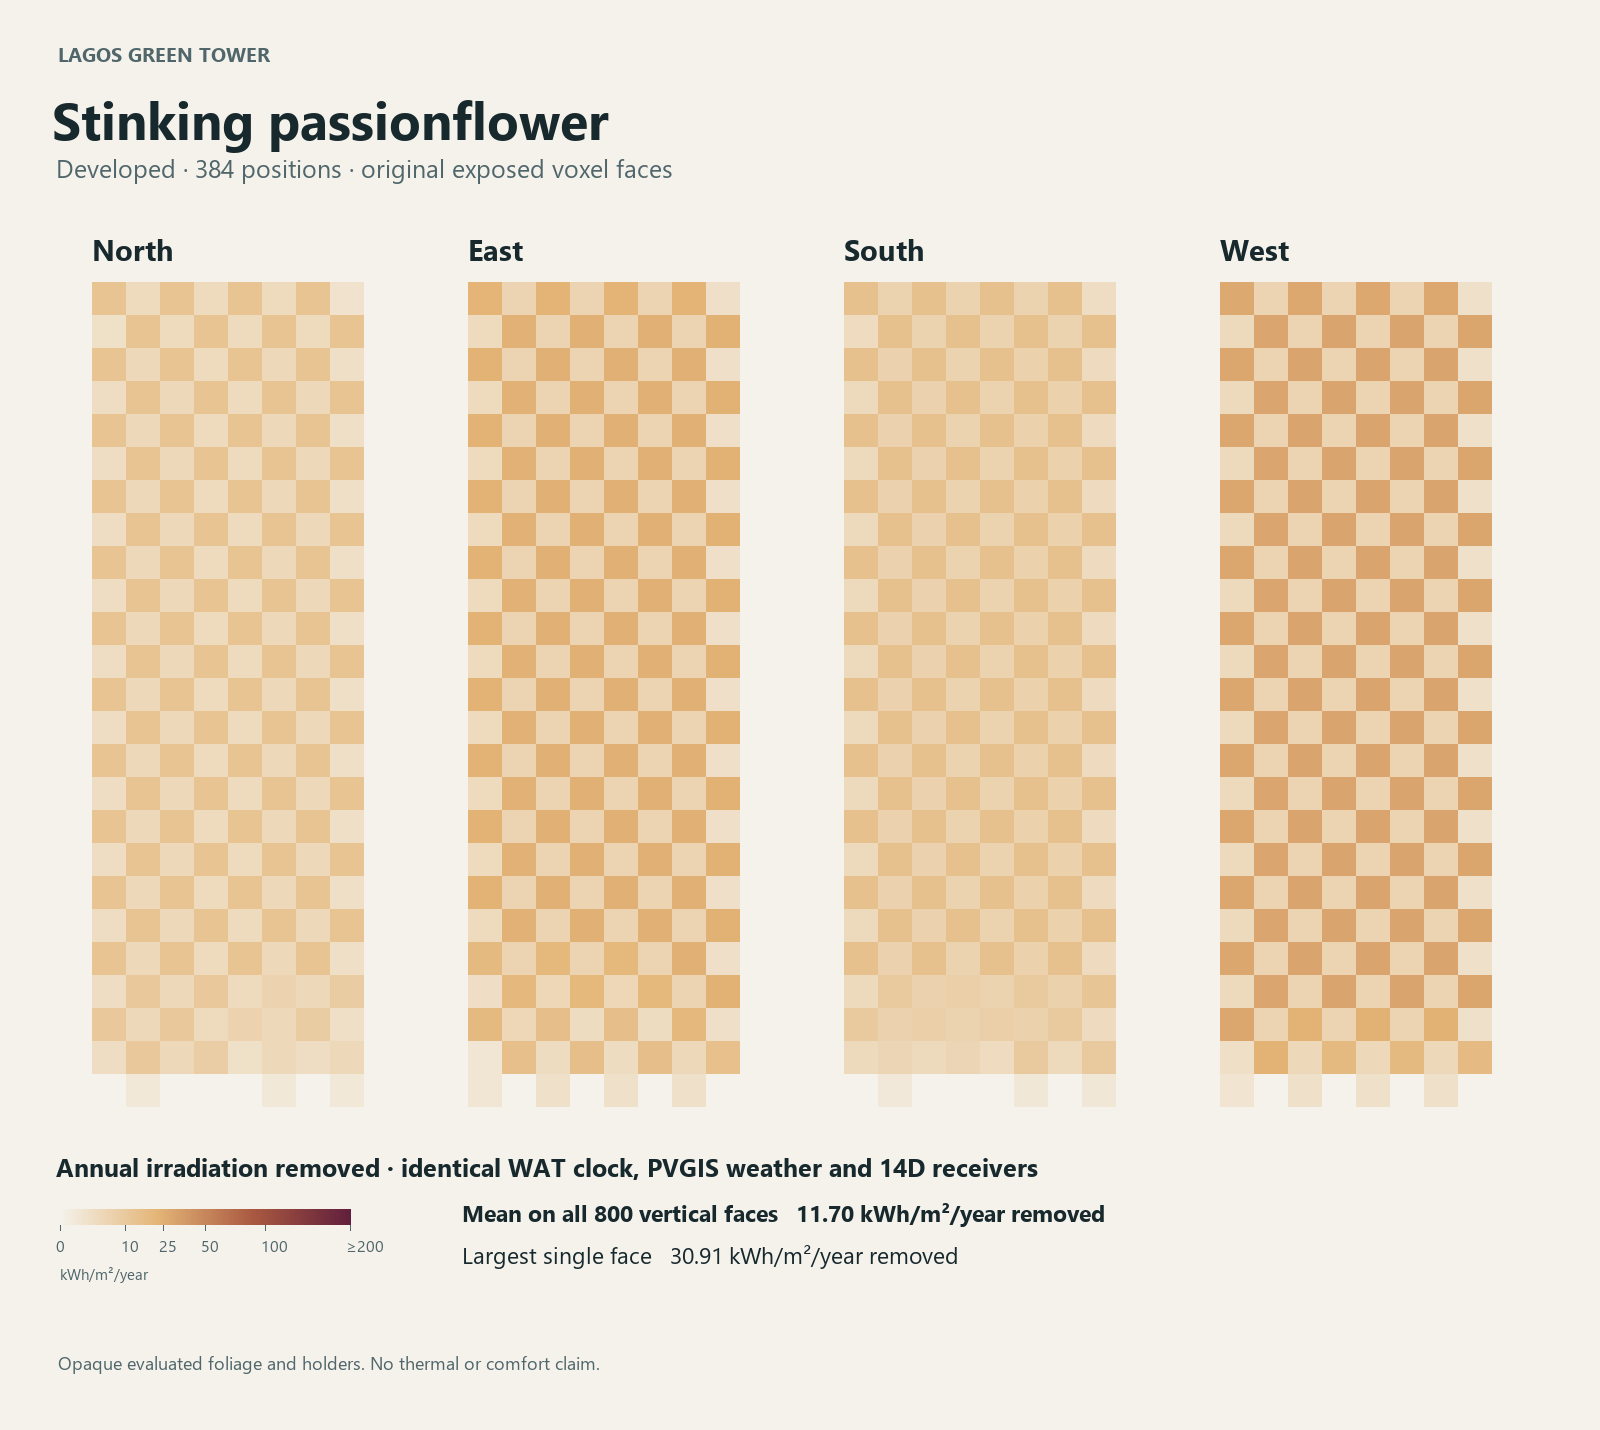 LAGOS GREEN TOWER
Stinking passionflower
Developed · 384 positions · original exposed voxel faces
North East South West
Annual irradiation removed · identical WAT clock, PVGIS weather and 14D receivers
Mean on all 800 vertical faces 11.70 kWh/m²/year removed
0 10 25 50 100 ≥200
Largest single face 30.91 kWh/m²/year removed
kWh/m²/year
Opaque evaluated foliage and holders. No thermal or comfort claim.